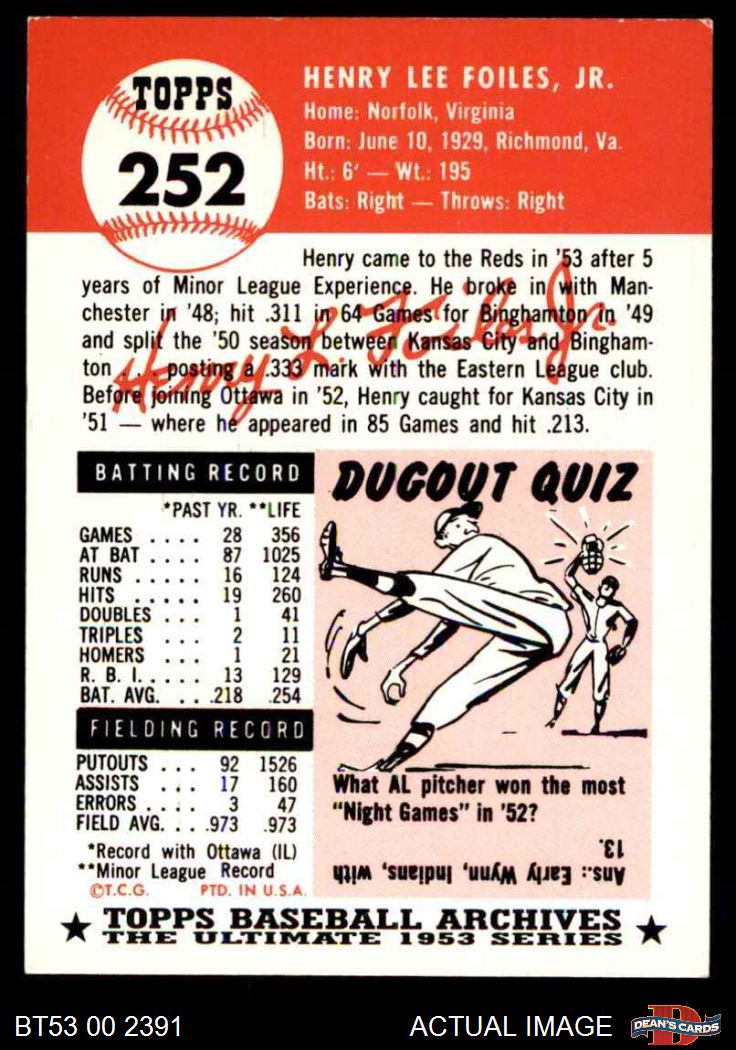 TOPPS
252
HENRY LEE FOILES, JR.
Home: Norfolk, Virginia
Born: June 10, 1929, Richmond, Va.
Ht.: 6' — Wt.: 195
Bats: Right — Throws: Right
Henry came to the Reds in '53 after 5
years of Minor League Experience. He broke in with Man-
chester in '48; hit .311 in 64 Games for Binghamton in '49
and split the '50 season between Kansas City and Bingham-
ton . . . posting a .333 mark with the Eastern League club.
Before joining Ottawa in '52, Henry caught for Kansas City in
'51 — where he appeared in 85 Games and hit .213.
Henry L. Foiles Jr.
BATTING RECORD
*PAST YR. **LIFE
GAMES . . . . 28 356
AT BAT . . . . 87 1025
RUNS . . . . . 16 124
HITS . . . . . 19 260
DOUBLES . . . 1 41
TRIPLES . . . 2 11
HOMERS . . . 1 21
R. B. I. . . . . . 13 129
BAT. AVG. . . .218 .254
FIELDING RECORD
PUTOUTS . . . 92 1526
ASSISTS . . . 17 160
ERRORS . . . . 3 47
FIELD AVG. . . .973 .973
*Record with Ottawa (IL)
**Minor League Record
©T.C.G. PTD. IN U.S.A.
DUGOUT QUIZ
What AL pitcher won the most
"Night Games" in '52?
Ans.: Early Wynn, Indians, with
13.
★ TOPPS BASEBALL ARCHIVES ★
THE ULTIMATE 1953 SERIES
BT53 00 2391
ACTUAL IMAGE
D
DEAN'S CARDS